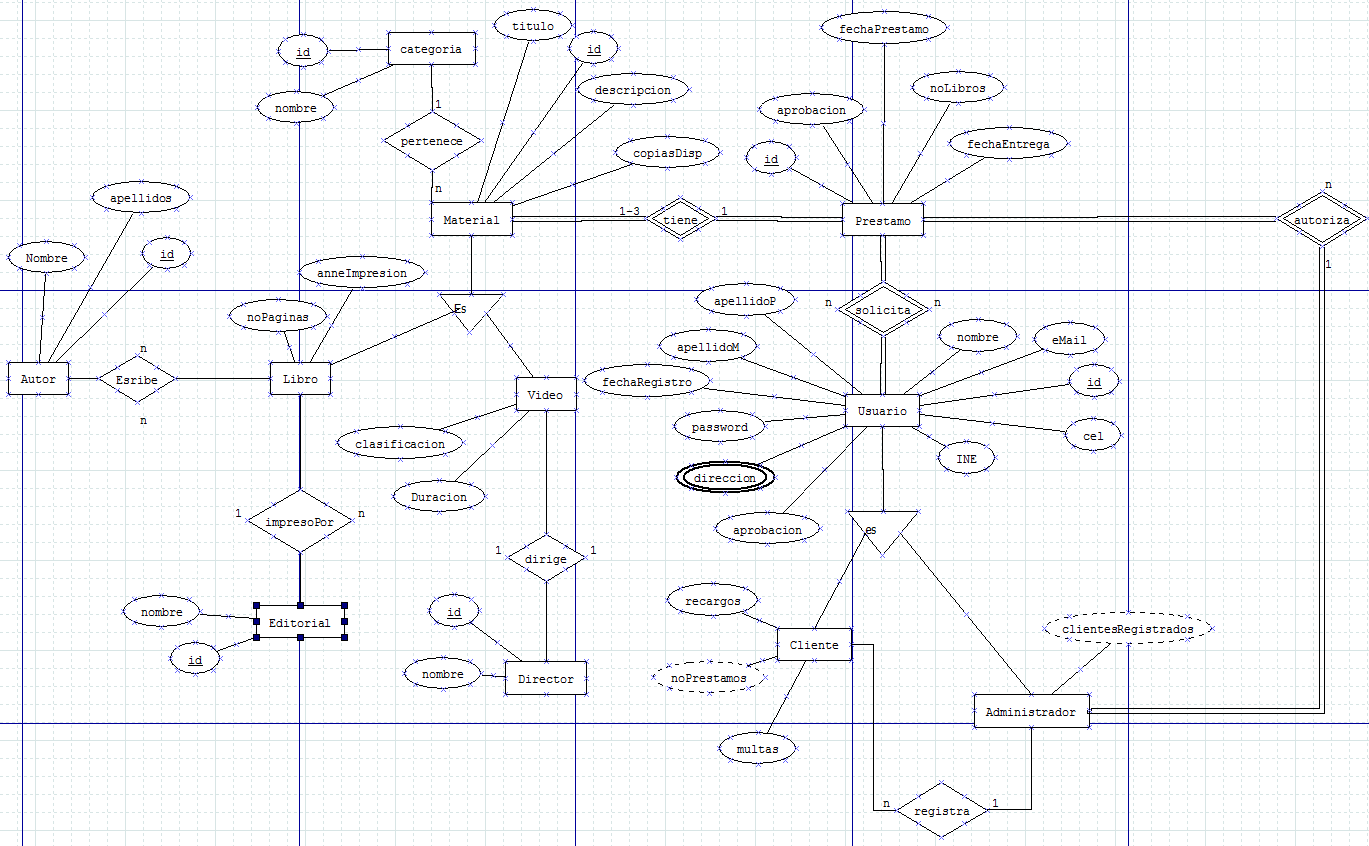 titulo
fechaPrestamo
id
categoria
id
descripcion
noLibros
nombre
1
aprobacion
pertenece
copiasDisp
id
fechaEntrega
n
n
apellidos
Material
1-3
tiene
1
Prestamo
autoriza
Nombre
id
anneImpresion
1
noPaginas
Es
apellidoP
n
solicita
n
n
apellidoM
nombre
eMail
Autor
Esribe
Libro
fechaRegistro
id
Video
Usuario
n
clasificacion
password
cel
INE
direccion
Duracion
1
impresoPor
n
aprobacion
es
1
dirige
1
nombre
id
recargos
Editorial
clientesRegistrados
Cliente
id
nombre
Director
noPrestamos
Administrador
multas
n
registra
1